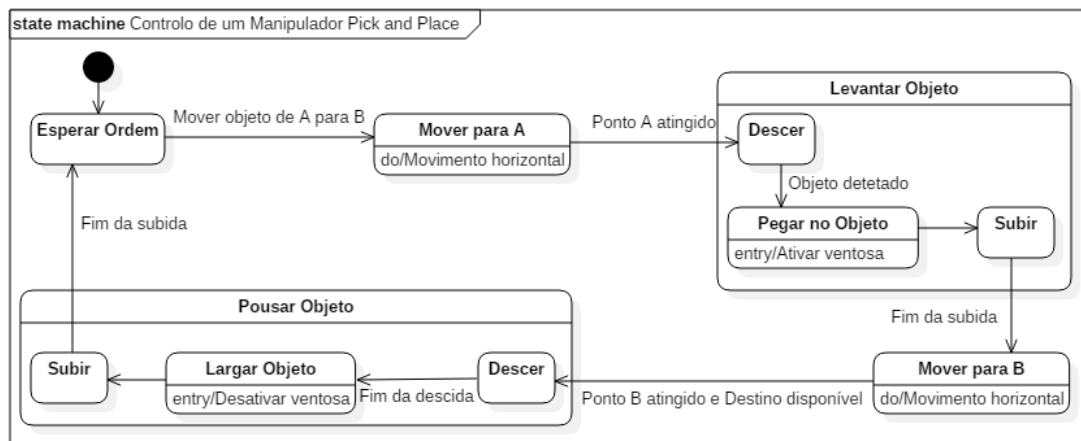 state machine Controlo de um Manipulador Pick and Place
Esperar Ordem
Mover objeto de A para B
Mover para A
do/Movimento horizontal
Ponto A atingido
Levantar Objeto
Descer
Objeto detetado
Pegar no Objeto
entry/Ativar ventosa
Subir
Fim da subida
Mover para B
do/Movimento horizontal
Ponto B atingido e Destino disponível
Pousar Objeto
Descer
Fim da descida
Largar Objeto
entry/Desativar ventosa
Subir
Fim da subida